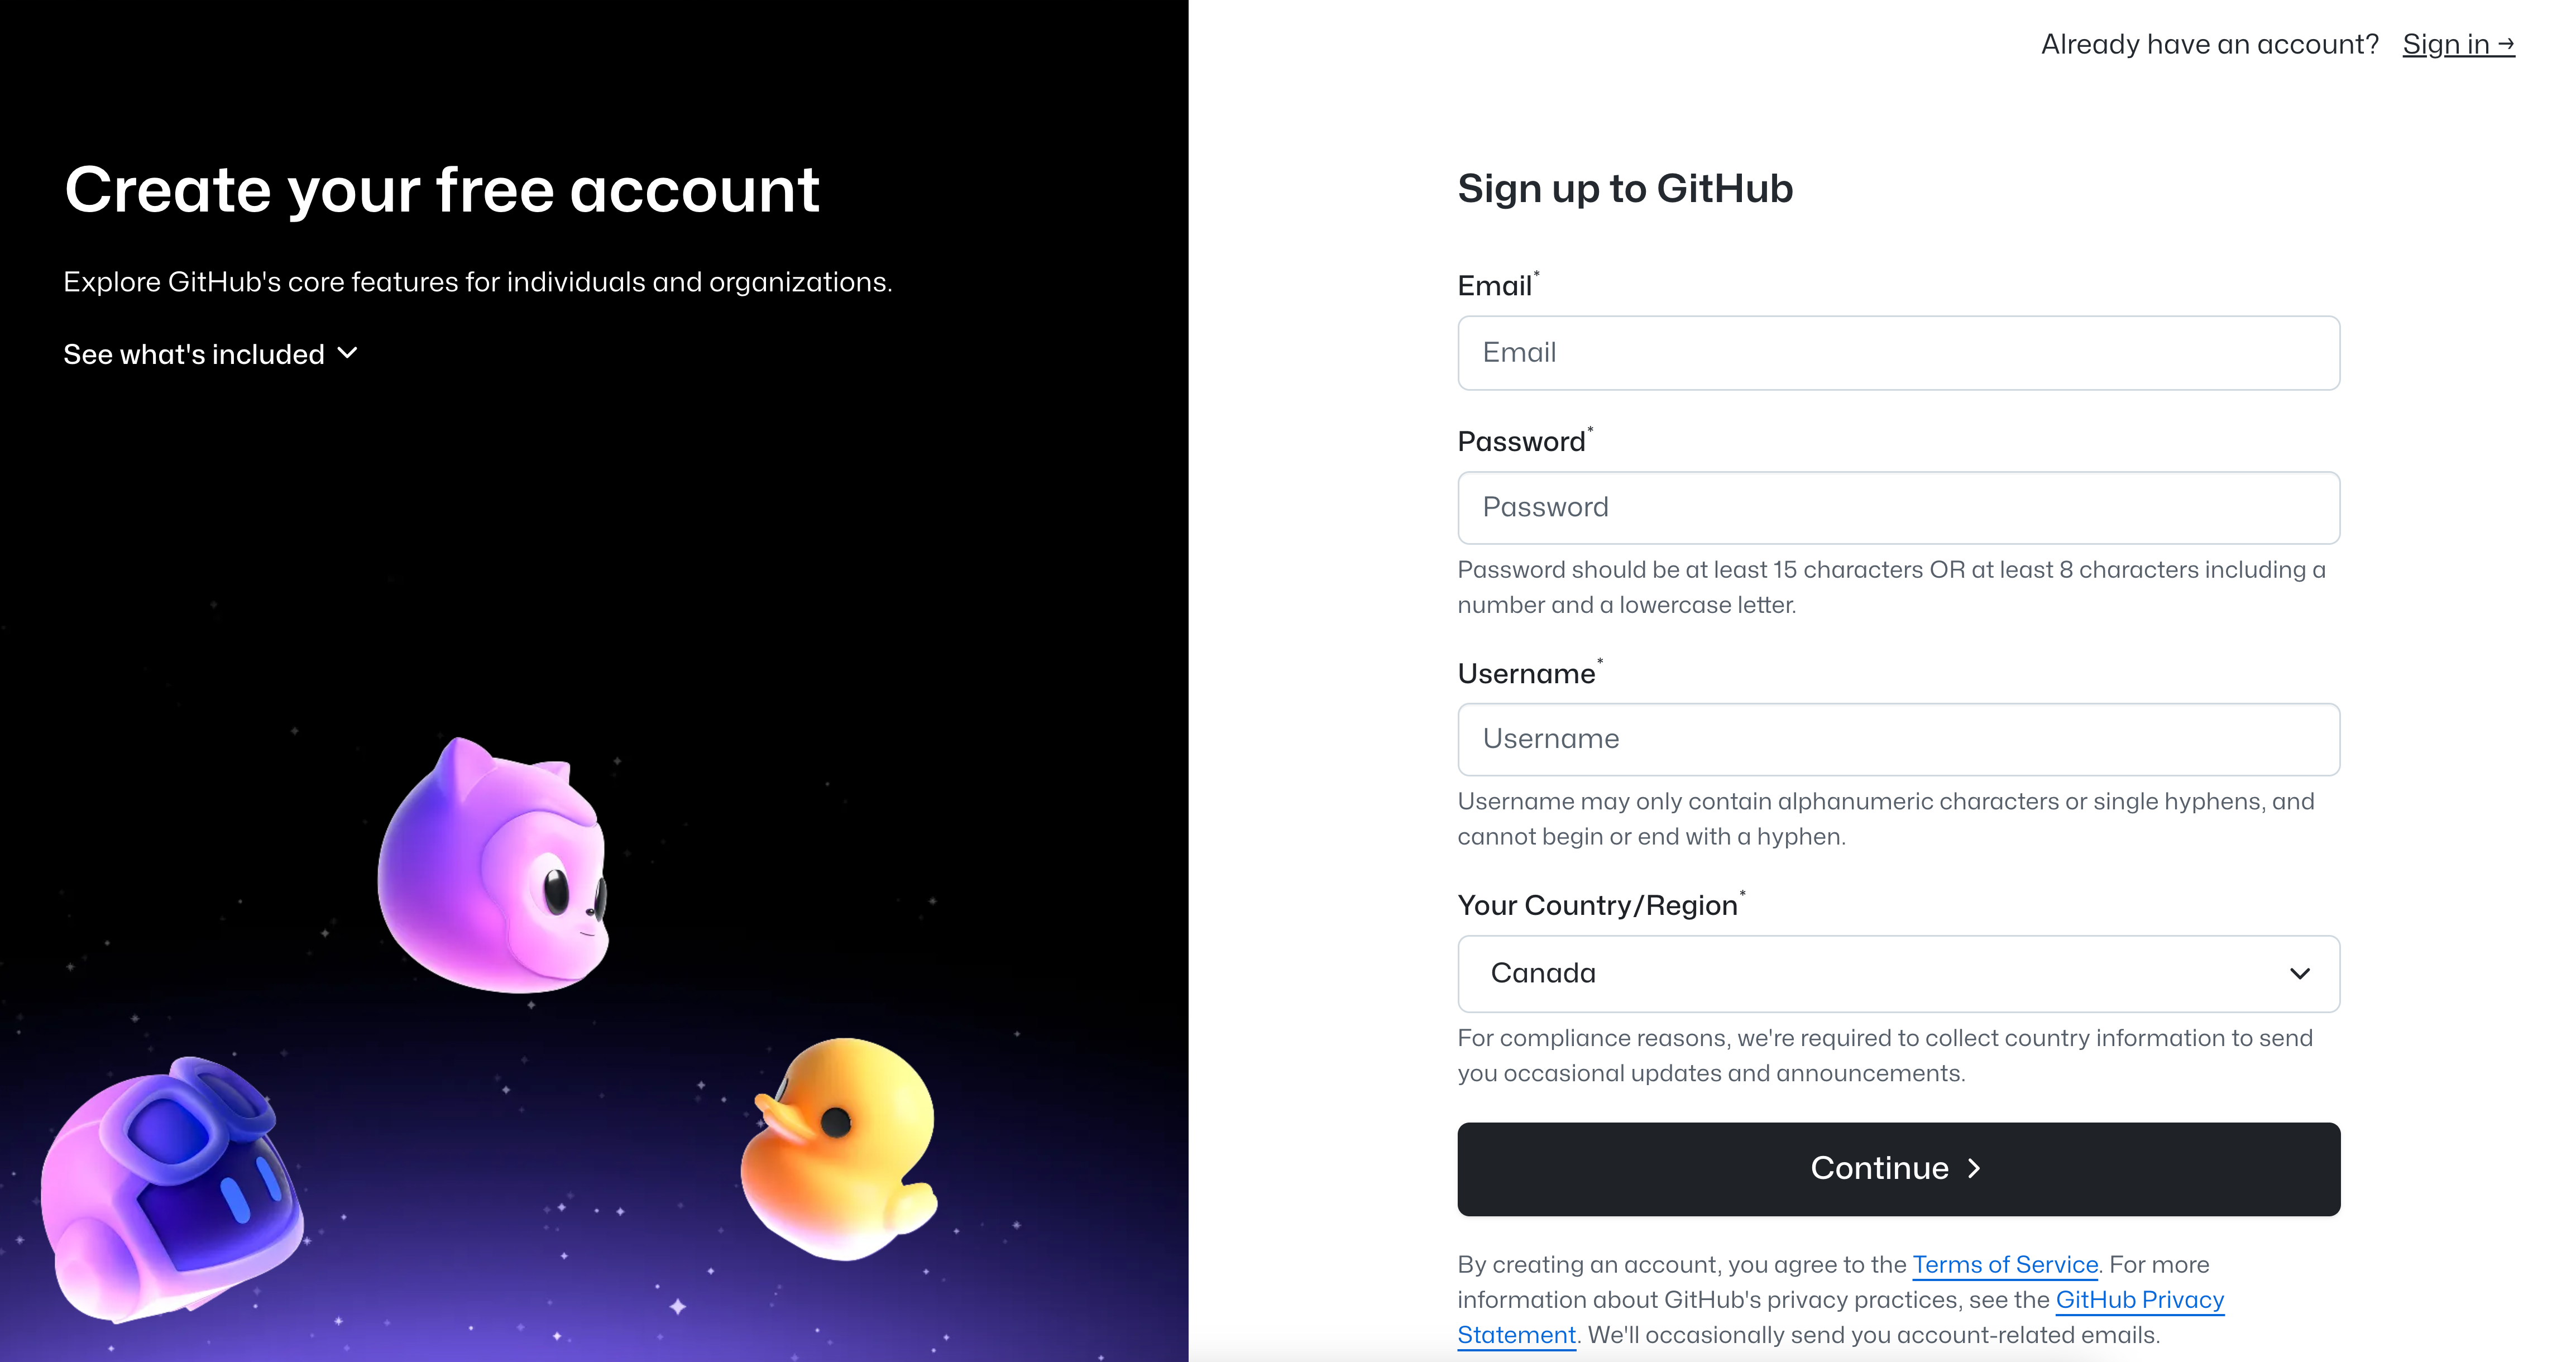 Already have an account? Sign in →
Create your free account
Explore GitHub's core features for individuals and organizations.
See what's included
Sign up to GitHub
Email*
Email
Password*
Password
Password should be at least 15 characters OR at least 8 characters including a
number and a lowercase letter.
Username*
Username
Username may only contain alphanumeric characters or single hyphens, and
cannot begin or end with a hyphen.
Your Country/Region*
Canada
For compliance reasons, we're required to collect country information to send
you occasional updates and announcements.
Continue
By creating an account, you agree to the Terms of Service. For more
information about GitHub's privacy practices, see the GitHub Privacy
Statement. We'll occasionally send you account-related emails.